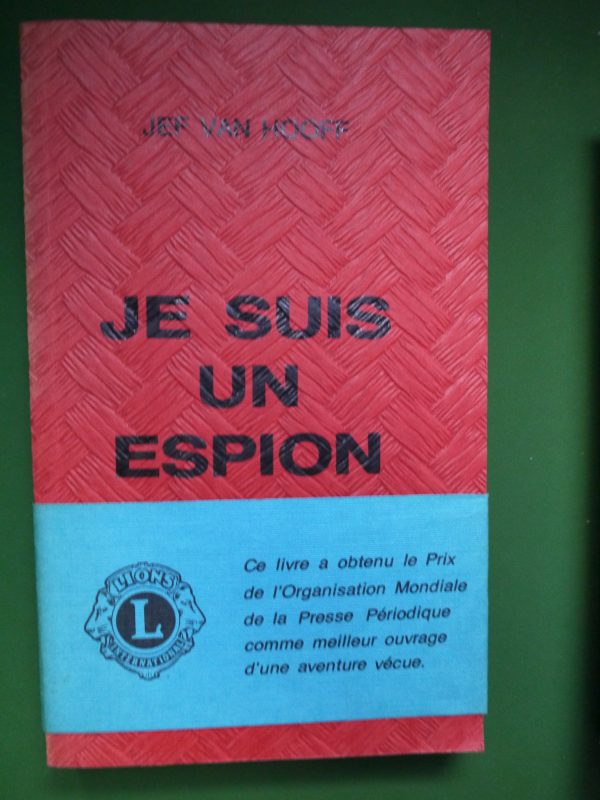 JEF VAN HOOFF
JE SUIS
UN
ESPION
LIONS
L
INTERNATIONAL
Ce livre a obtenu le Prix
de l'Organisation Mondiale
de la Presse Périodique
comme meilleur ouvrage
d'une aventure vécue.